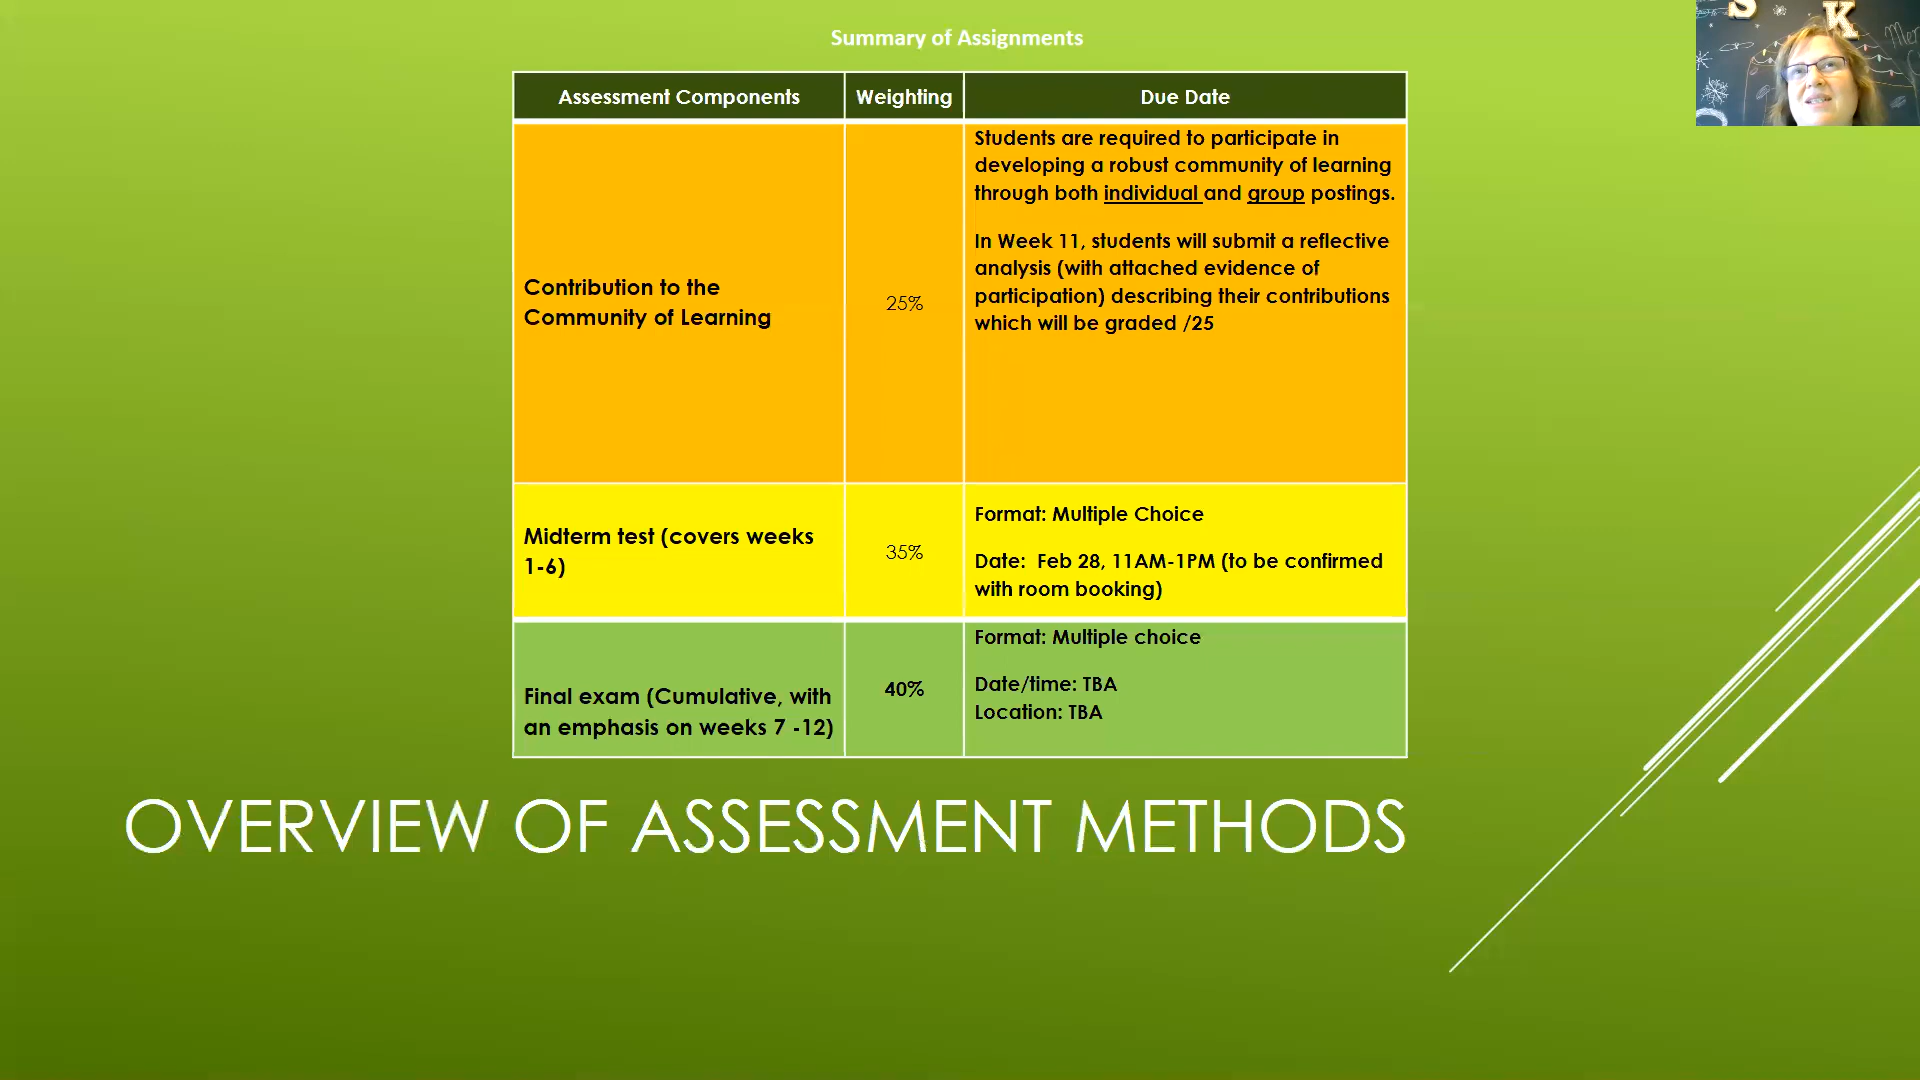 Summary of Assignments
Assessment Components
Weighting
Due Date
Contribution to the
Community of Learning
25%
Students are required to participate in
developing a robust community of learning
through both individual and group postings.
In Week 11, students will submit a reflective
analysis (with attached evidence of
participation) describing their contributions
which will be graded /25
Midterm test (covers weeks
1-6)
35%
Format: Multiple Choice
Date: Feb 28, 11AM-1PM (to be confirmed
with room booking)
Final exam (Cumulative, with
an emphasis on weeks 7 -12)
40%
Format: Multiple choice
Date/time: TBA
Location: TBA
OVERVIEW OF ASSESSMENT METHODS
S K